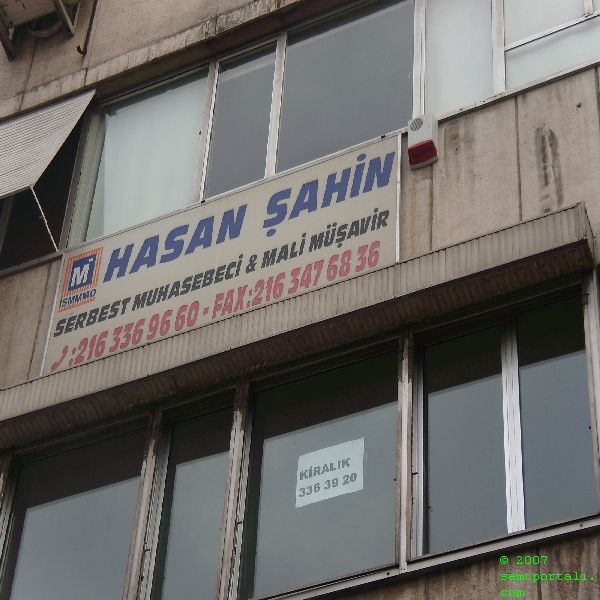 HASAN ŞAHİN
M
İSMMMO
SERBEST MUHASEBECİ & MALİ MÜŞAVİR
:216 336 96 60 - FAX:216 347 68 36
KİRALIK
336 39 20
© 2007
semtportali.
com